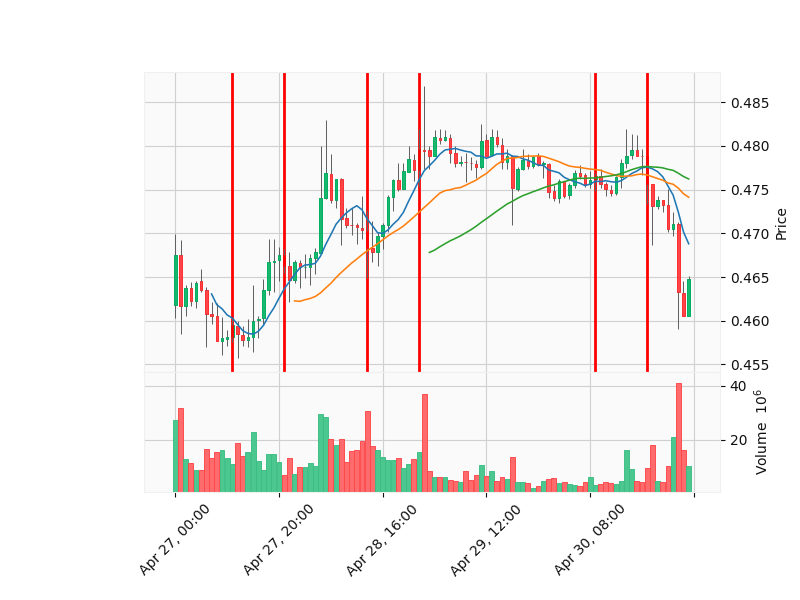 0.485
0.480
0.475
0.470
0.465
0.460
0.455
Price
40
20
Volume 10^6
Apr 27, 00:00
Apr 27, 20:00
Apr 28, 16:00
Apr 29, 12:00
Apr 30, 08:00